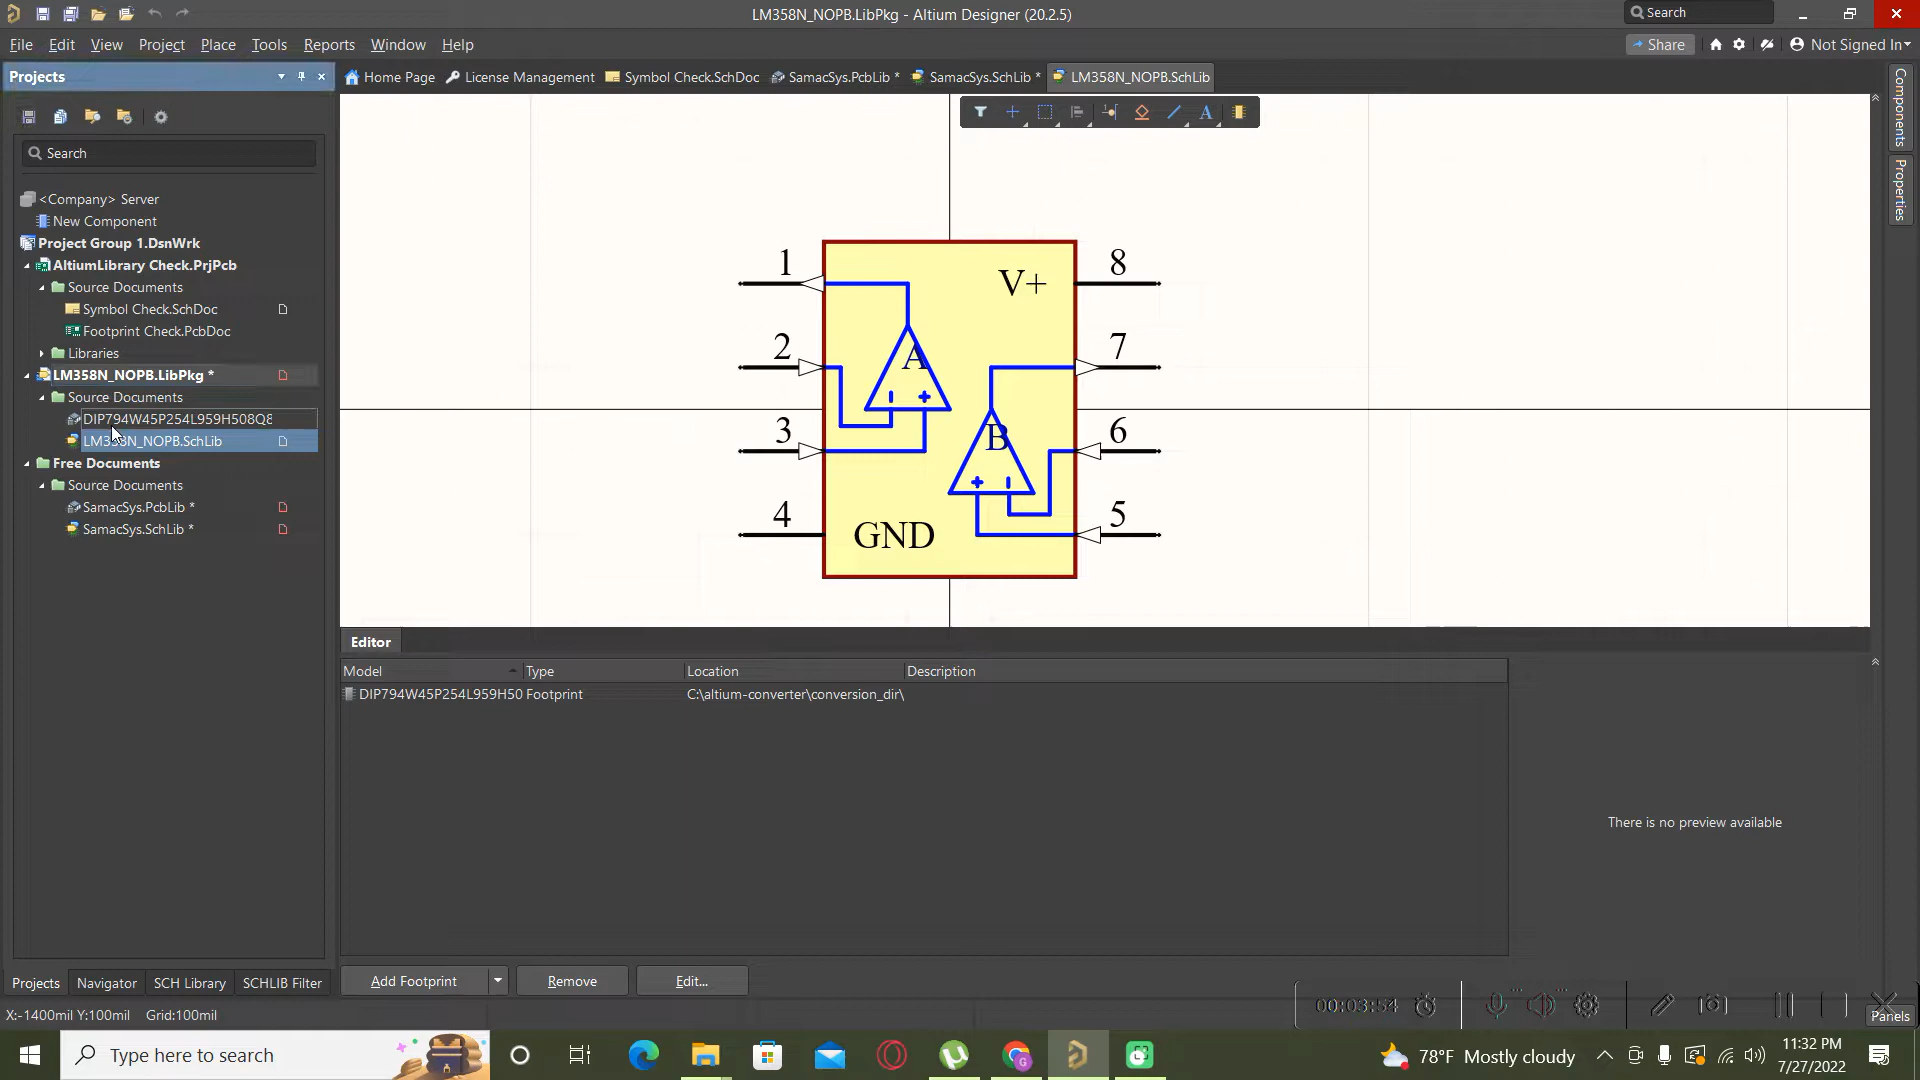 LM358N_NOPB.LibPkg - Altium Designer (20.2.5)
Search
File Edit View Project Place Tools Reports Window Help
Share
Not Signed In
Projects
Home Page
License Management
Symbol Check.SchDoc
SamacSys.PcbLib *
SamacSys.SchLib *
LM358N_NOPB.SchLib
Components
Properties
Search
<Company> Server
New Component
Project Group 1.DsnWrk
AltiumLibrary Check.PrjPcb
Source Documents
Symbol Check.SchDoc
Footprint Check.PcbDoc
Libraries
LM358N_NOPB.LibPkg *
Source Documents
DIP794W45P254L959H508Q8
LM358N_NOPB.SchLib
Free Documents
Source Documents
SamacSys.PcbLib *
SamacSys.SchLib *
1 V+ 8
2 A 7
3 B 6
4 GND 5
Editor
Model Type Location Description
DIP794W45P254L959H50 Footprint C:\altium-converter\conversion_dir\
There is no preview available
Projects Navigator SCH Library SCHLIB Filter
Add Footprint
Remove
Edit...
X:-1400mil Y:100mil Grid:100mil
00:03:54
Panels
Type here to search
78°F Mostly cloudy
11:32 PM
7/27/2022